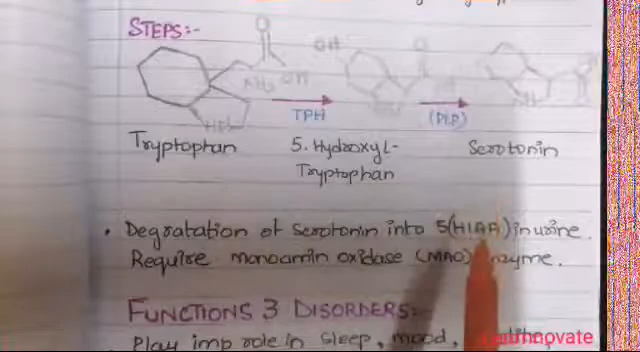 STEPS:-
O
OH
NH2
OH
TPH
(PLP)
Tryptophan
5. Hydroxyl-
Tryptophan
Serotonin
• Degratation of Serotonin into 5(HIAA) in urine.
Require monoamin oxidase (MAO) enzyme.
FUNCTIONS 3 DISORDERS:-
Play imp role in Sleep, mood,